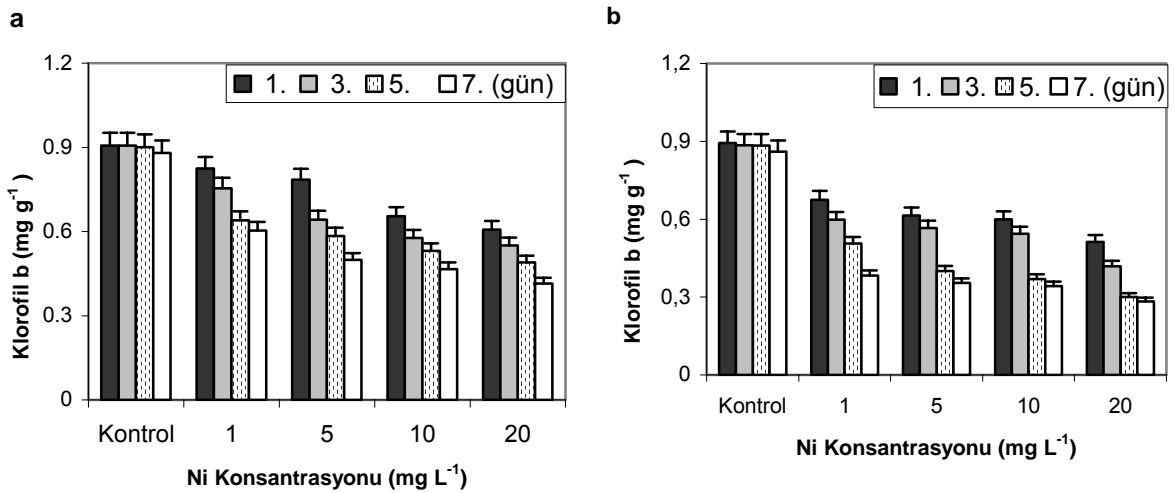 a
1.2
0.9
0.6
0.3
0
Klorofil b (mg g-1 )
1. 3. 5. 7. (gün)
Kontrol 1 5 10 20
Ni Konsantrasyonu (mg L-1)
b
1,2
0,9
0,6
0,3
0
Klorofil b (mg g-1 )
1. 3. 5. 7. (gün)
Kontrol 1 5 10 20
Ni Konsantrasyonu (mg L-1)